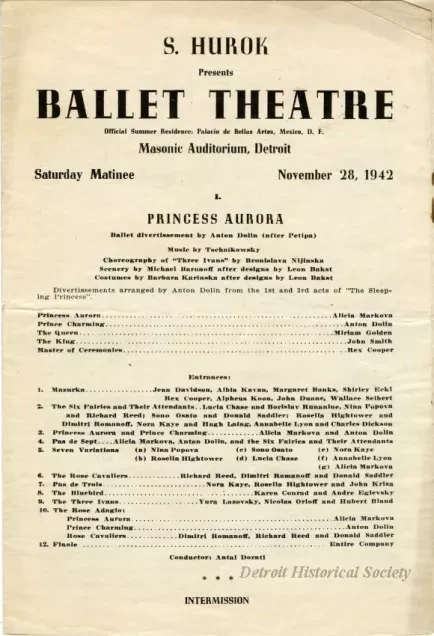 S. HUROK
Presents
BALLET THEATRE
Official Summer Residence: Palacio de Bellas Artes, Mexico, D. F.
Masonic Auditorium, Detroit
Saturday Matinee November 28, 1942
I.
PRINCESS AURORA
Ballet divertissement by Anton Dolin (after Petipa)
Music by Tschaikowsky
Choreography of "Three Ivans" by Bronislava Nijinska
Scenery by Michael Baronoff after designs by Leon Bakst
Costumes by Barbara Karinska after designs by Leon Bakst
Divertissements arranged by Anton Dolin from the 1st and 3rd acts of "The Sleep-
ing Princess".
Princess Aurora Alicia Markova
Prince Charming Anton Dolin
The Queen Miriam Golden
The King John Smith
Master of Ceremonies Rex Cooper
Entrances:
1. Mazurka Jean Davidson, Albia Kavan, Margaret Banks, Shirley Eckl
Rex Cooper, Alpheus Koon, John Duane, Wallace Seibert
2. The Six Fairies and Their Attendants..Lucia Chase and Borislav Runanine, Nina Popova
and Richard Reed; Sono Osato and Donald Saddler; Rosella Hightower and
Dimitri Romanoff, Nora Kaye and Hugh Laing, Annabelle Lyon and Charles Dickson
3. Princess Aurora and Prince Charming Alicia Markova and Anton Dolin
4. Pas de Sept....Alicia Markova, Anton Dolin, and the Six Fairies and Their Attendants
5. Seven Variations (a) Nina Popova (c) Sono Osato (e) Nora Kaye
(b) Rosella Hightower (d) Lucia Chase (f) Annabelle Lyon
(g) Alicia Markova
6. The Rose Cavaliers Richard Reed, Dimitri Romanoff and Donald Saddler
7. Pas de Trois Nora Kaye, Rosella Hightower and John Kriza
8. The Bluebird Karen Conrad and Andre Eglevsky
9. The Three Ivans Yura Lazovsky, Nicolas Orloff and Hubert Bland
10. The Rose Adagio:
Princess Aurora Alicia Markova
Prince Charming Anton Dolin
Rose Cavaliers Dimitri Romanoff, Richard Reed and Donald Saddler
12. Finale Entire Company
Conductor: Antal Dorati
* * *
Detroit Historical Society
INTERMISSION